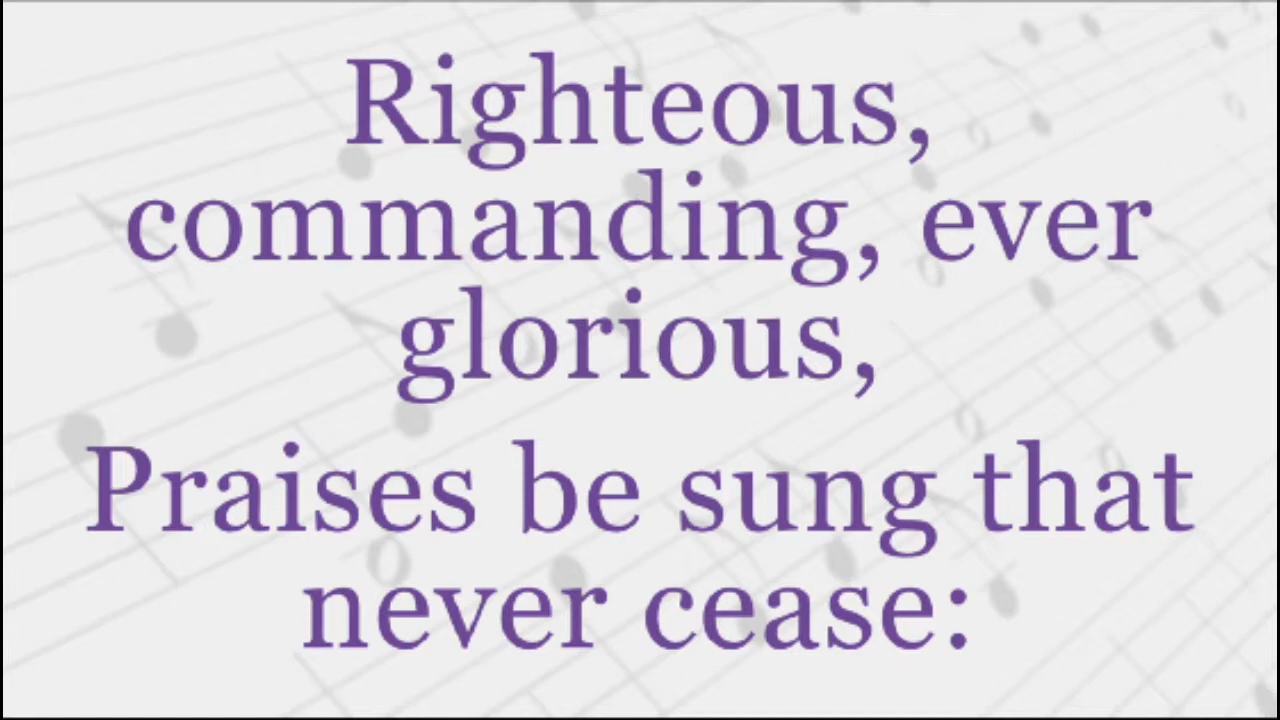 Righteous,
commanding, ever
glorious,
Praises be sung that
never cease: